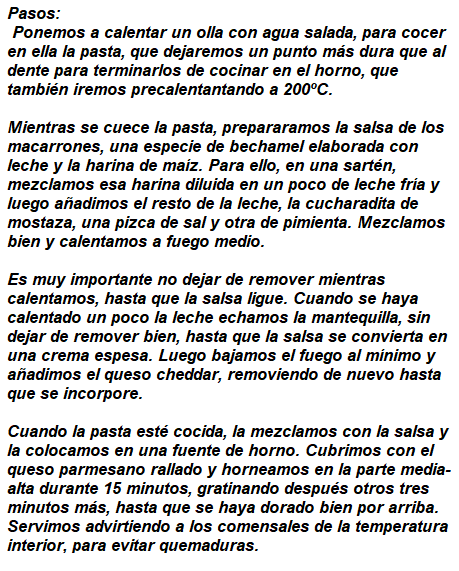 Pasos:
Ponemos a calentar un olla con agua salada, para cocer
en ella la pasta, que dejaremos un punto más dura que al
dente para terminarlos de cocinar en el horno, que
también iremos precalentantando a 200ºC.
Mientras se cuece la pasta, prepararamos la salsa de los
macarrones, una especie de bechamel elaborada con
leche y la harina de maíz. Para ello, en una sartén,
mezclamos esa harina diluida en un poco de leche fría y
luego añadimos el resto de la leche, la cucharadita de
mostaza, una pizca de sal y otra de pimienta. Mezclamos
bien y calentamos a fuego medio.
Es muy importante no dejar de remover mientras
calentamos, hasta que la salsa ligue. Cuando se haya
calentado un poco la leche echamos la mantequilla, sin
dejar de remover bien, hasta que la salsa se convierta en
una crema espesa. Luego bajamos el fuego al mínimo y
añadimos el queso cheddar, removiendo de nuevo hasta
que se incorpore.
Cuando la pasta esté cocida, la mezclamos con la salsa y
la colocamos en una fuente de horno. Cubrimos con el
queso parmesano rallado y horneamos en la parte media-
alta durante 15 minutos, gratinando después otros tres
minutos más, hasta que se haya dorado bien por arriba.
Servimos advirtiendo a los comensales de la temperatura
interior, para evitar quemaduras.